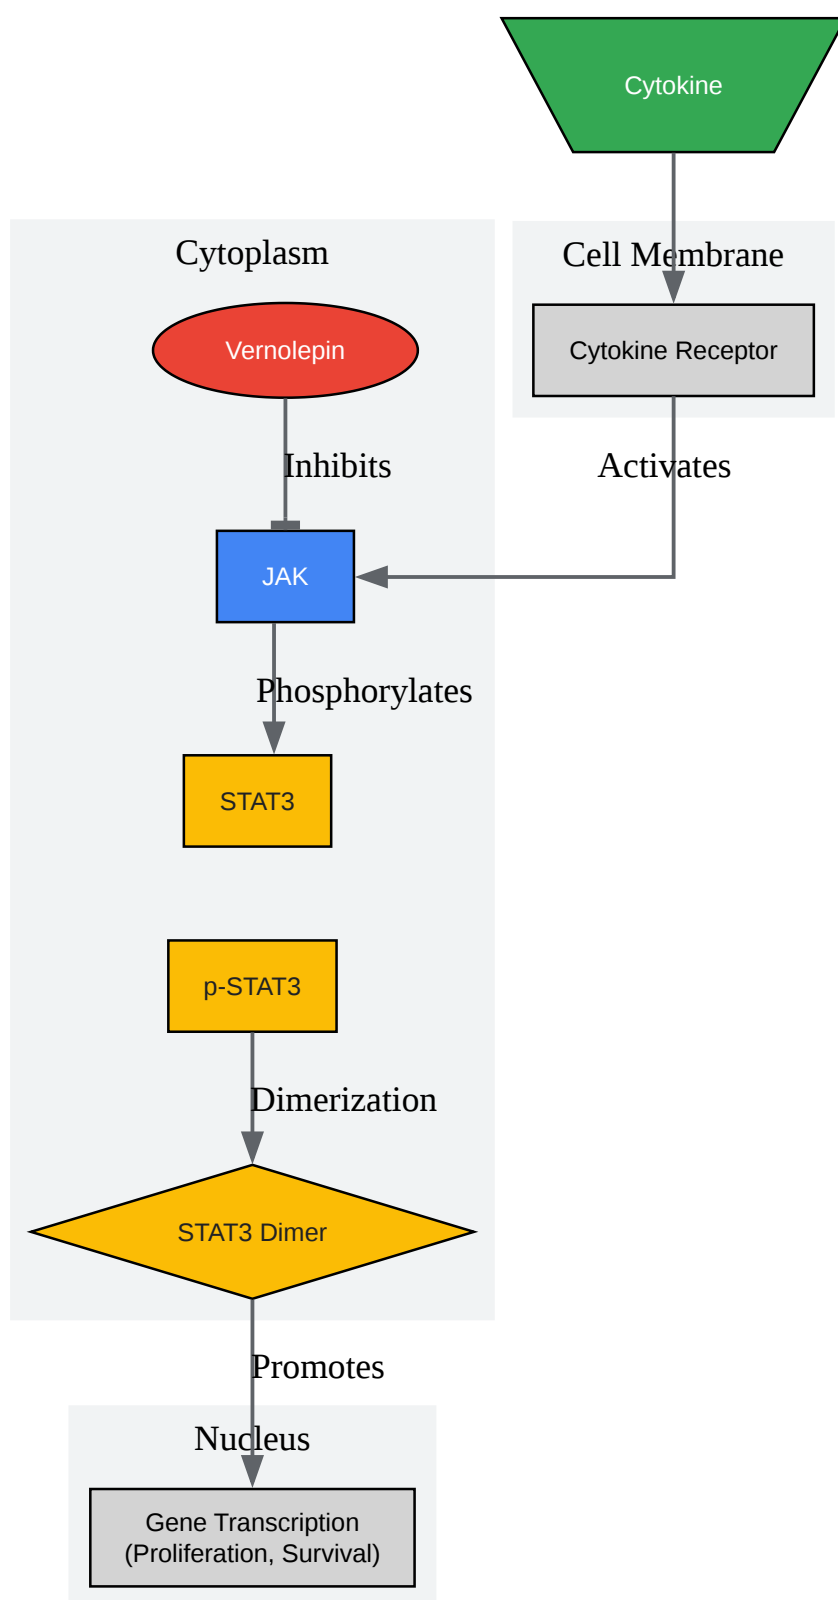 Cytokine
Cytoplasm
Cell Membrane
Vernolepin
Cytokine Receptor
Inhibits
Activates
JAK
Phosphorylates
STAT3
p-STAT3
Dimerization
STAT3 Dimer
Promotes
Nucleus
Gene Transcription
(Proliferation, Survival)